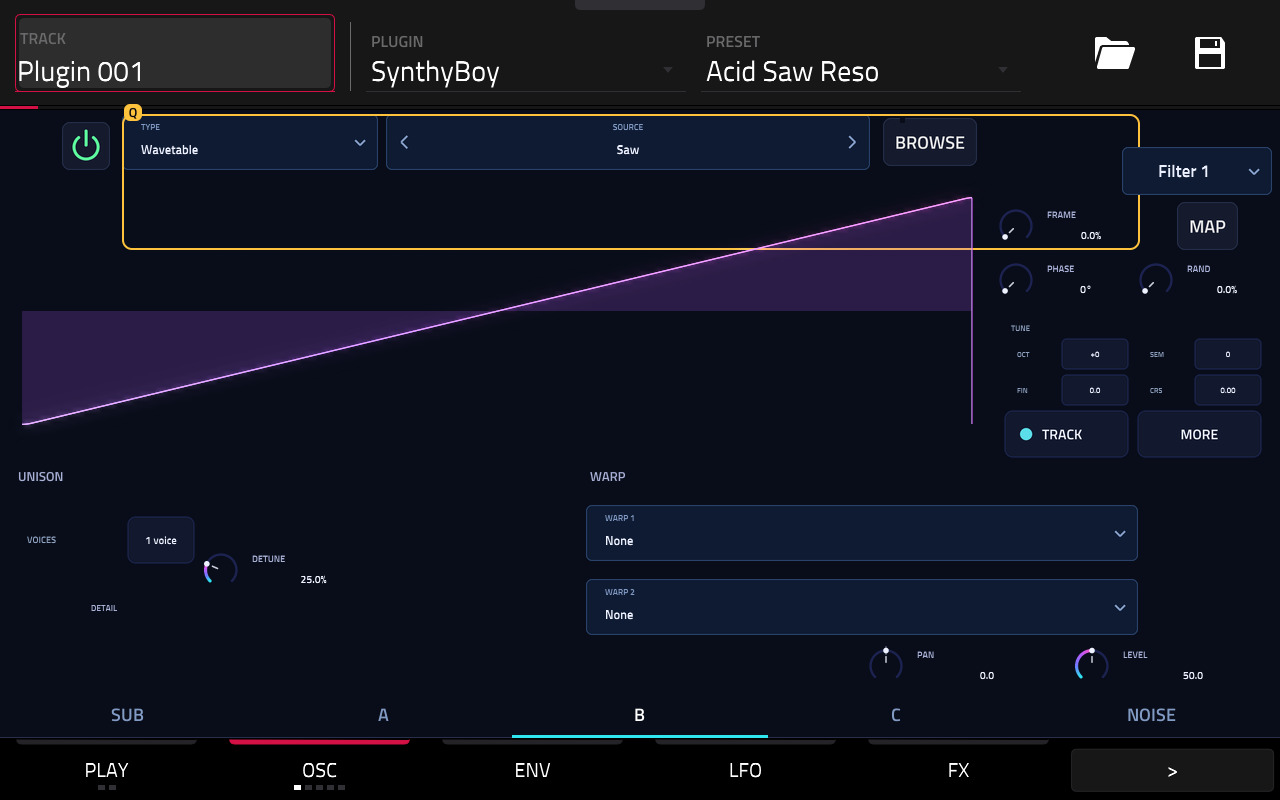 TRACK
Plugin 001
PLUGIN
SynthyBoy
PRESET
Acid Saw Reso
Q
TYPE
Wavetable
SOURCE
Saw
BROWSE
Filter 1
FRAME
0.0%
MAP
PHASE
0°
RAND
0.0%
TUNE
OCT +0 SEM 0
FIN 0.0 CRS 0.00
TRACK MORE
UNISON
WARP
VOICES
1 voice
DETUNE
25.0%
DETAIL
WARP 1
None
WARP 2
None
PAN
0.0
LEVEL
50.0
SUB A B C NOISE
PLAY OSC ENV LFO FX >